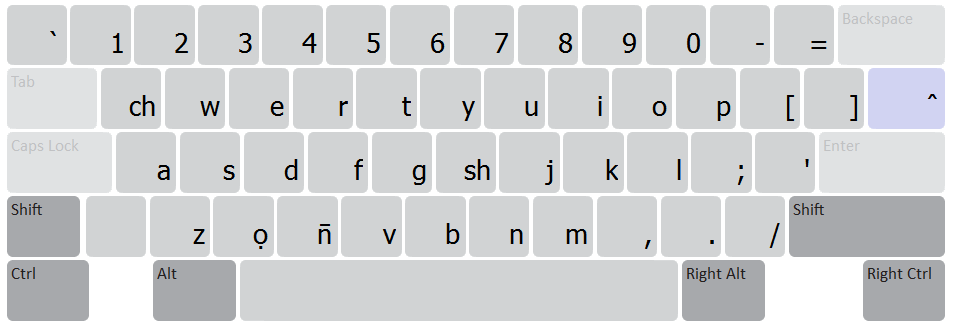 ` 1 2 3 4 5 6 7 8 9 0 - = Backspace
Tab ch w e r t y u i o p [ ] ˆ
Caps Lock a s d f g sh j k l ; ' Enter
Shift z ọ n̄ v b n m , . / Shift
Ctrl Alt Right Alt Right Ctrl